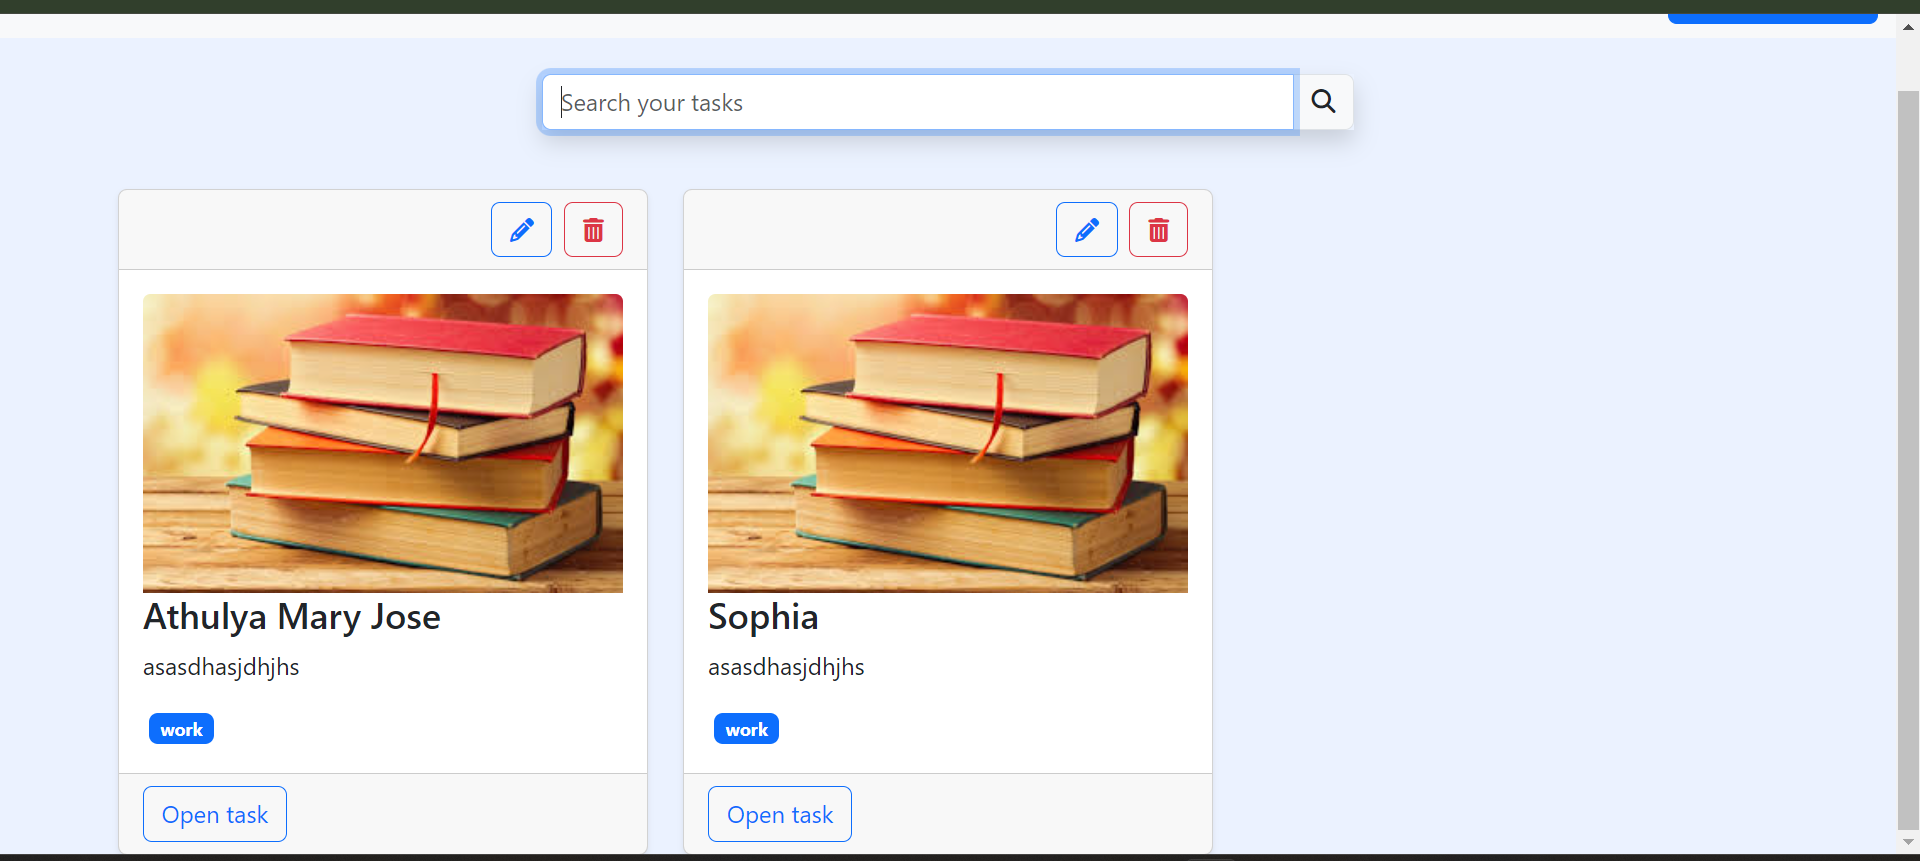 Search your tasks
Athulya Mary Jose
asasdhasjdhjhs
work
Open task
Sophia
asasdhasjdhjhs
work
Open task